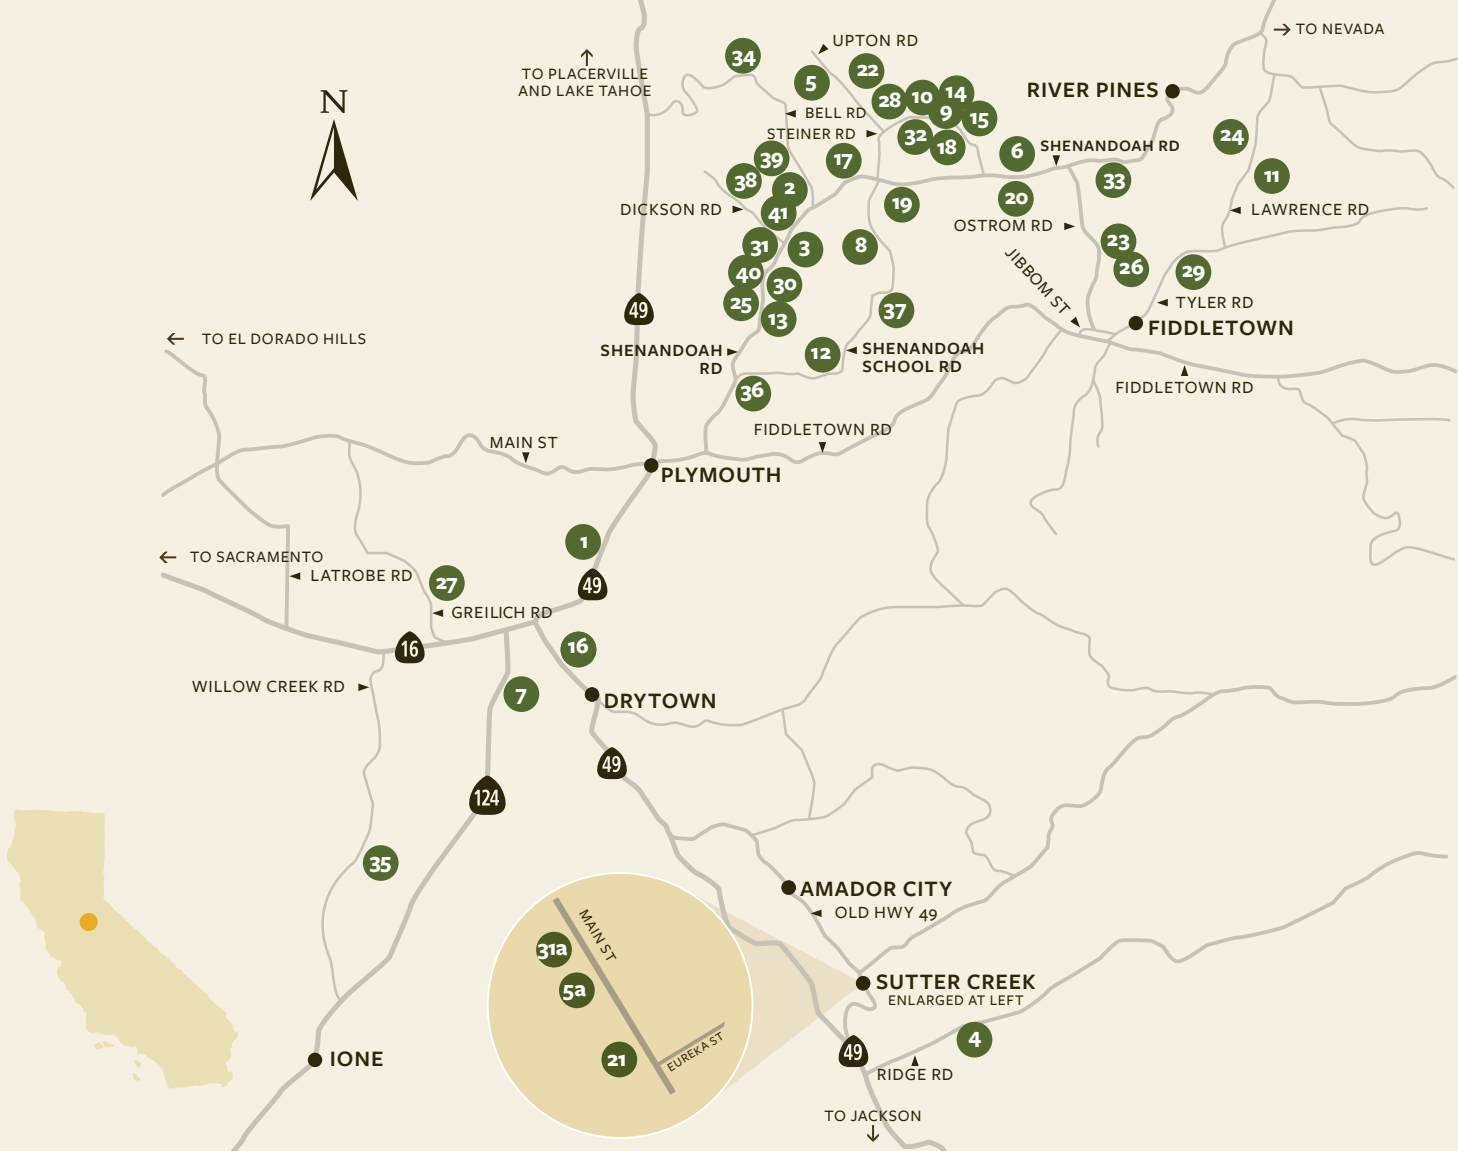 TO NEVADA
UPTON RD
34
TO PLACERVILLE
AND LAKE TAHOE
5
22
RIVER PINES
28
10
14
9
15
N
BELL RD
STEINER RD
32
18
24
6
SHENANDOAH RD
39
17
38
2
33
11
DICKSON RD
41
19
20
LAWRENCE RD
OSTROM RD
31
3
8
23
JIBBOM ST
40
30
26
29
25
13
37
TYLER RD
49
FIDDLETOWN
TO EL DORADO HILLS
SHENANDOAH
RD
12
SHENANDOAH
SCHOOL RD
36
FIDDLETOWN RD
FIDDLETOWN RD
MAIN ST
PLYMOUTH
1
TO SACRAMENTO
LATROBE RD
27
49
GREILICH RD
16
16
WILLOW CREEK RD
7
DRYTOWN
49
124
35
AMADOR CITY
OLD HWY 49
MAIN ST
31a
5a
SUTTER CREEK
ENLARGED AT LEFT
21
EUREKA ST
4
49
IONE
RIDGE RD
TO JACKSON